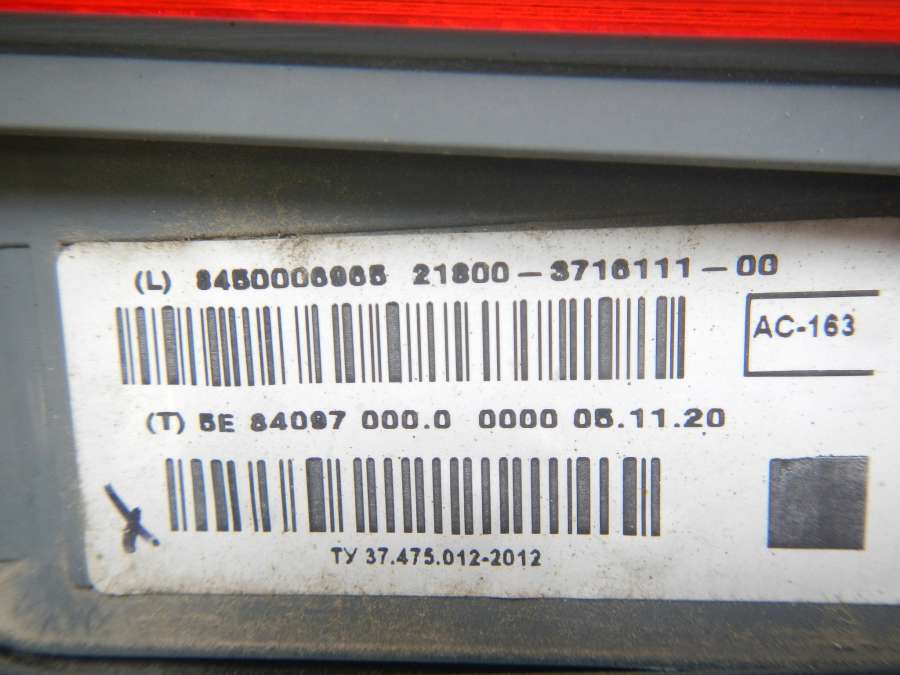 (L) 8450006965 21800-3716111-00
AC-163
(T) 5E 84097 000.0 0000 05.11.20
ТУ 37.475.012-2012